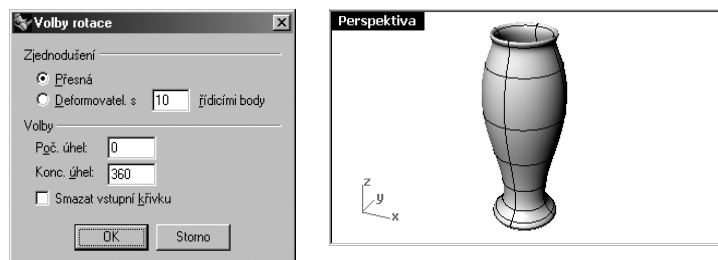 Volby rotace
Zjednodušení
Přesná
Deformovatel. s 10 řídicími body
Volby
Poč. úhel: 0
Konc. úhel: 360
Smazat vstupní křivku
OK Storno
Perspektiva
z
y
x